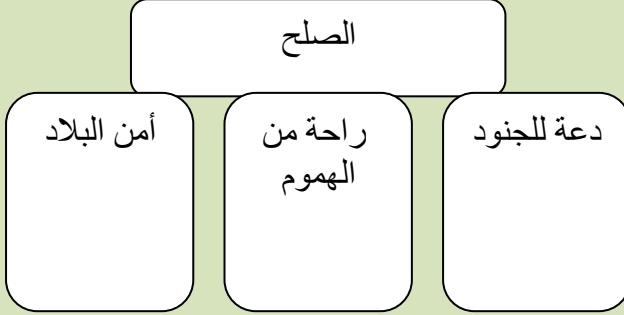 الصلح
دعة للجنود
راحة من
الهموم
أمن البلاد